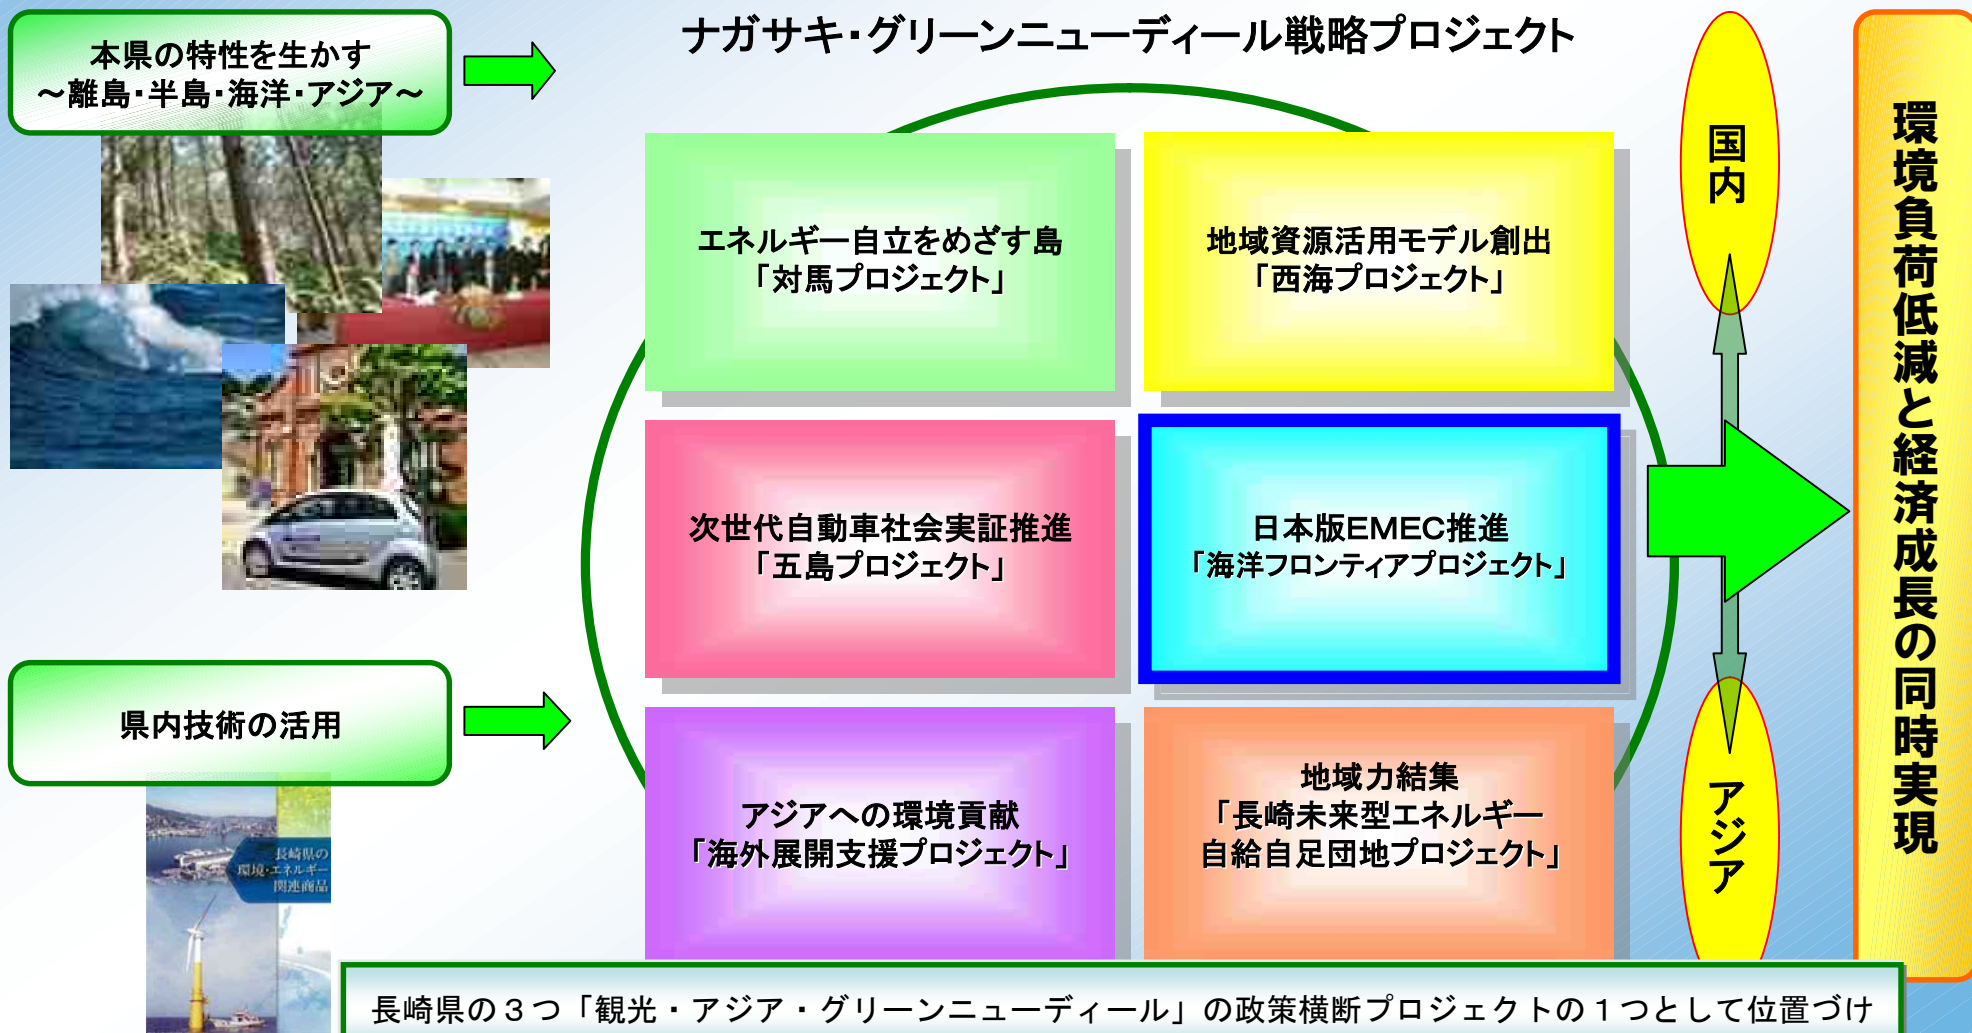 ナガサキ・グリーンニューディール戦略プロジェクト
本県の特性を生かす
～離島・半島・海洋・アジア～
エネルギー自立をめざす島
「対馬プロジェクト」
地域資源活用モデル創出
「西海プロジェクト」
次世代自動車社会実証推進
「五島プロジェクト」
日本版EMEC推進
「海洋フロンティアプロジェクト」
県内技術の活用
長崎県の
環境・エネルギー
関連商品
アジアへの環境貢献
「海外展開支援プロジェクト」
地域力結集
「長崎未来型エネルギー
自給自足団地プロジェクト」
国内
アジア
環境負荷低減と経済成長の同時実現
長崎県の３つ「観光・アジア・グリーンニューディール」の政策横断プロジェクトの１つとして位置づけ